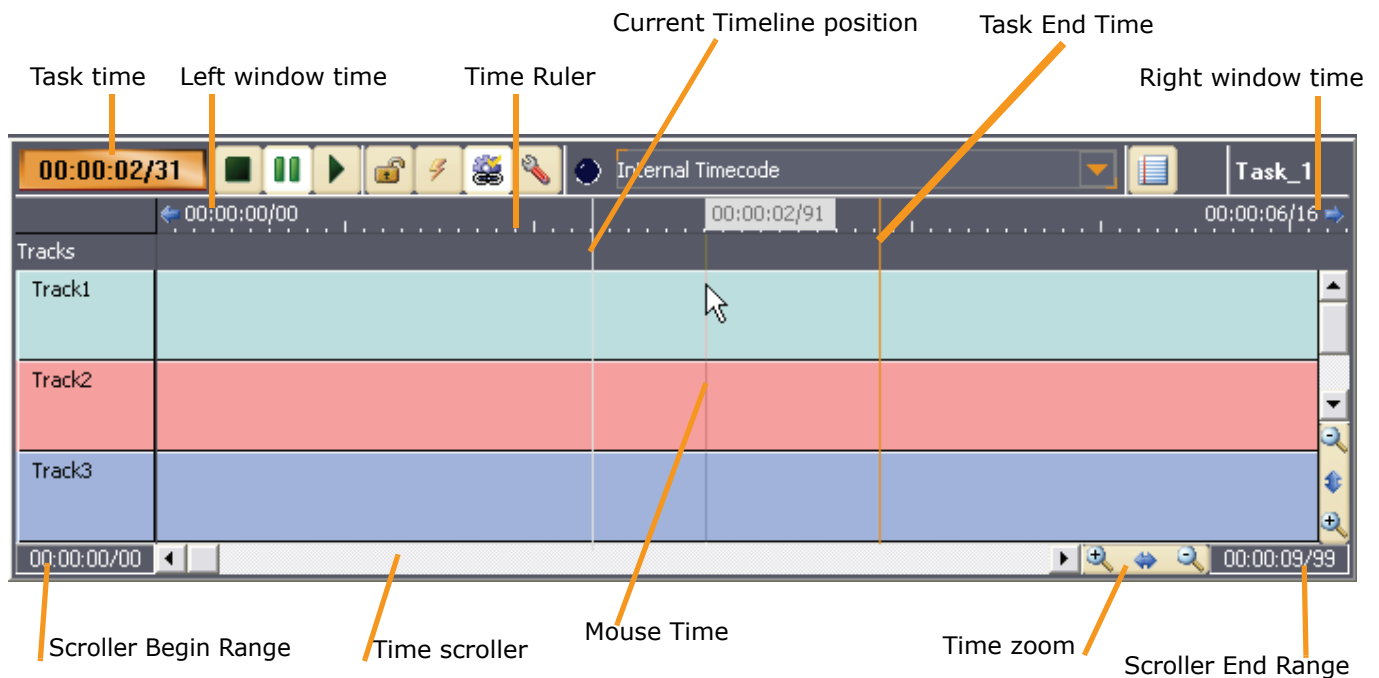 Current Timeline position Task End Time
Task time Left window time Time Ruler Right window time
00:00:02/31 Internal Timecode Task_1
00:00:00/00 00:00:02/91 00:00:06/16
Tracks
Track1
Track2
Track3
00:00:00/00 00:00:09/99
Scroller Begin Range Time scroller Mouse Time Time zoom Scroller End Range